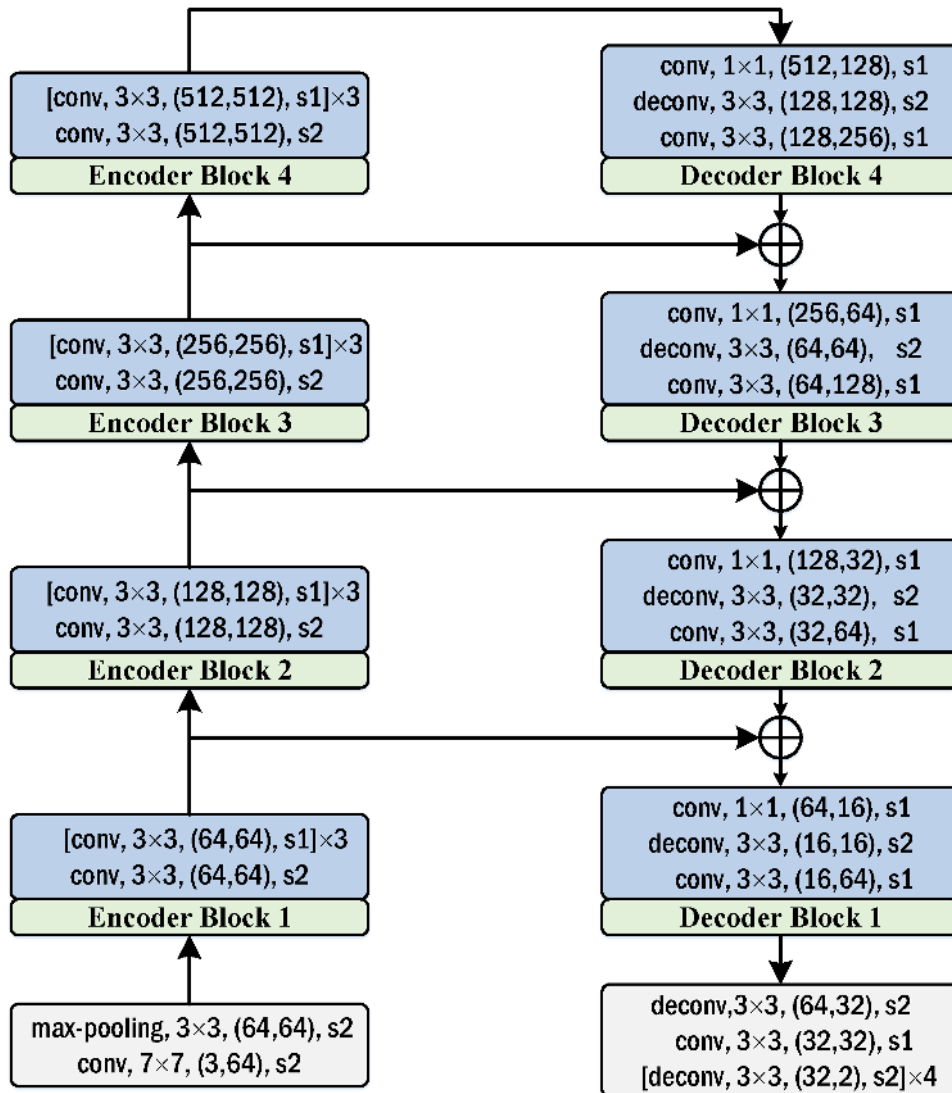 [conv, 3×3, (512,512), s1]×3
conv, 3×3, (512,512), s2
Encoder Block 4
[conv, 3×3, (256,256), s1]×3
conv, 3×3, (256,256), s2
Encoder Block 3
[conv, 3×3, (128,128), s1]×3
conv, 3×3, (128,128), s2
Encoder Block 2
[conv, 3×3, (64,64), s1]×3
conv, 3×3, (64,64), s2
Encoder Block 1
max-pooling, 3×3, (64,64), s2
conv, 7×7, (3,64), s2
conv, 1×1, (512,128), s1
deconv, 3×3, (128,128), s2
conv, 3×3, (128,256), s1
Decoder Block 4
conv, 1×1, (256,64), s1
deconv, 3×3, (64,64), s2
conv, 3×3, (64,128), s1
Decoder Block 3
conv, 1×1, (128,32), s1
deconv, 3×3, (32,32), s2
conv, 3×3, (32,64), s1
Decoder Block 2
conv, 1×1, (64,16), s1
deconv, 3×3, (16,16), s2
conv, 3×3, (16,64), s1
Decoder Block 1
deconv,3×3, (64,32), s2
conv, 3×3, (32,32), s1
[deconv, 3×3, (32,2), s2]×4